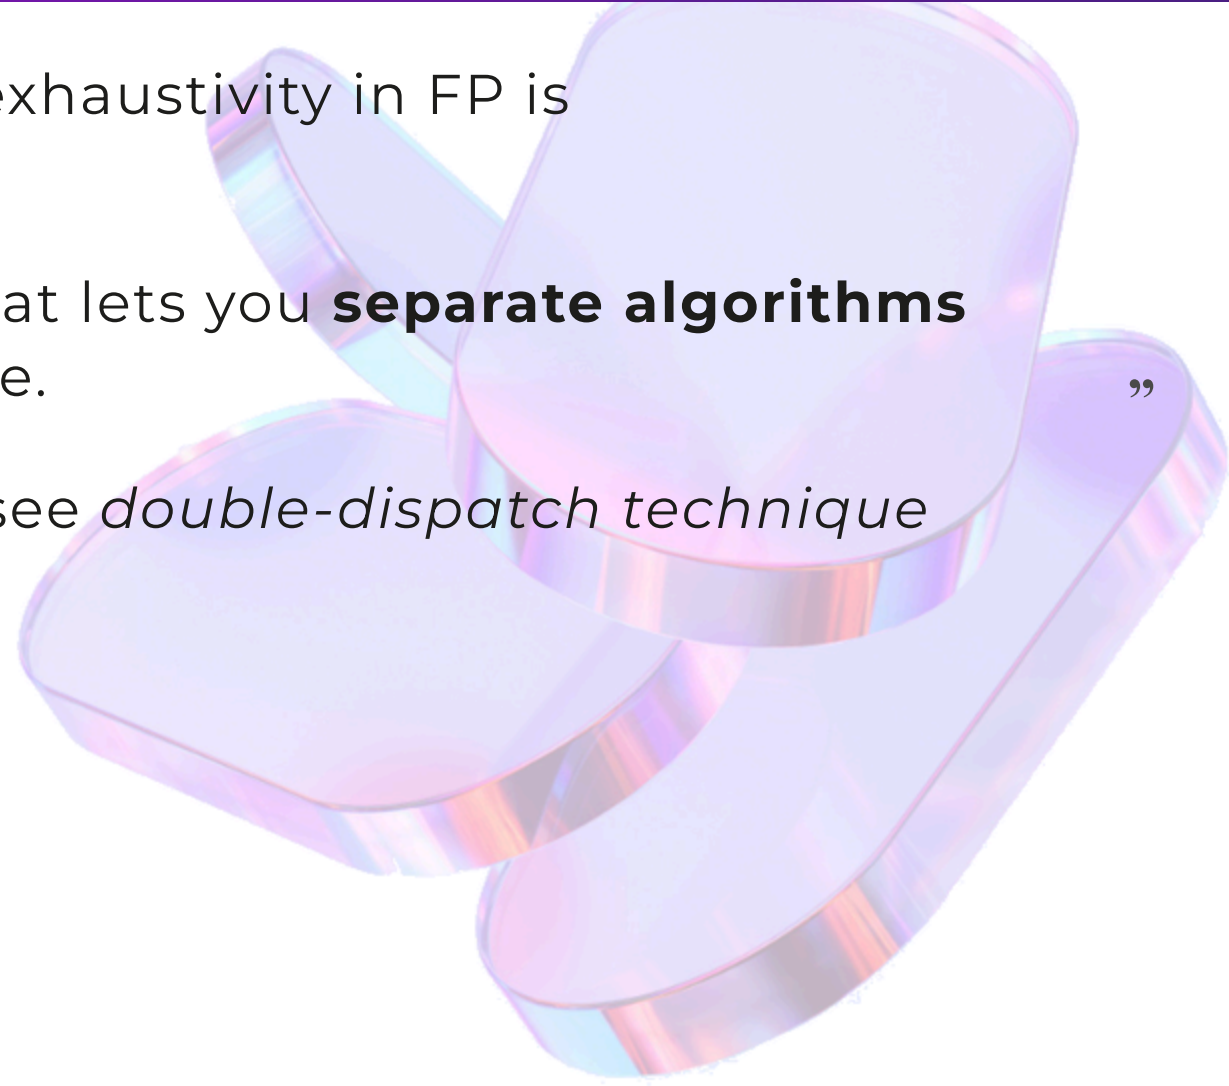 exhaustivity in FP is
at lets you separate algorithms
e.
”
see double-dispatch technique